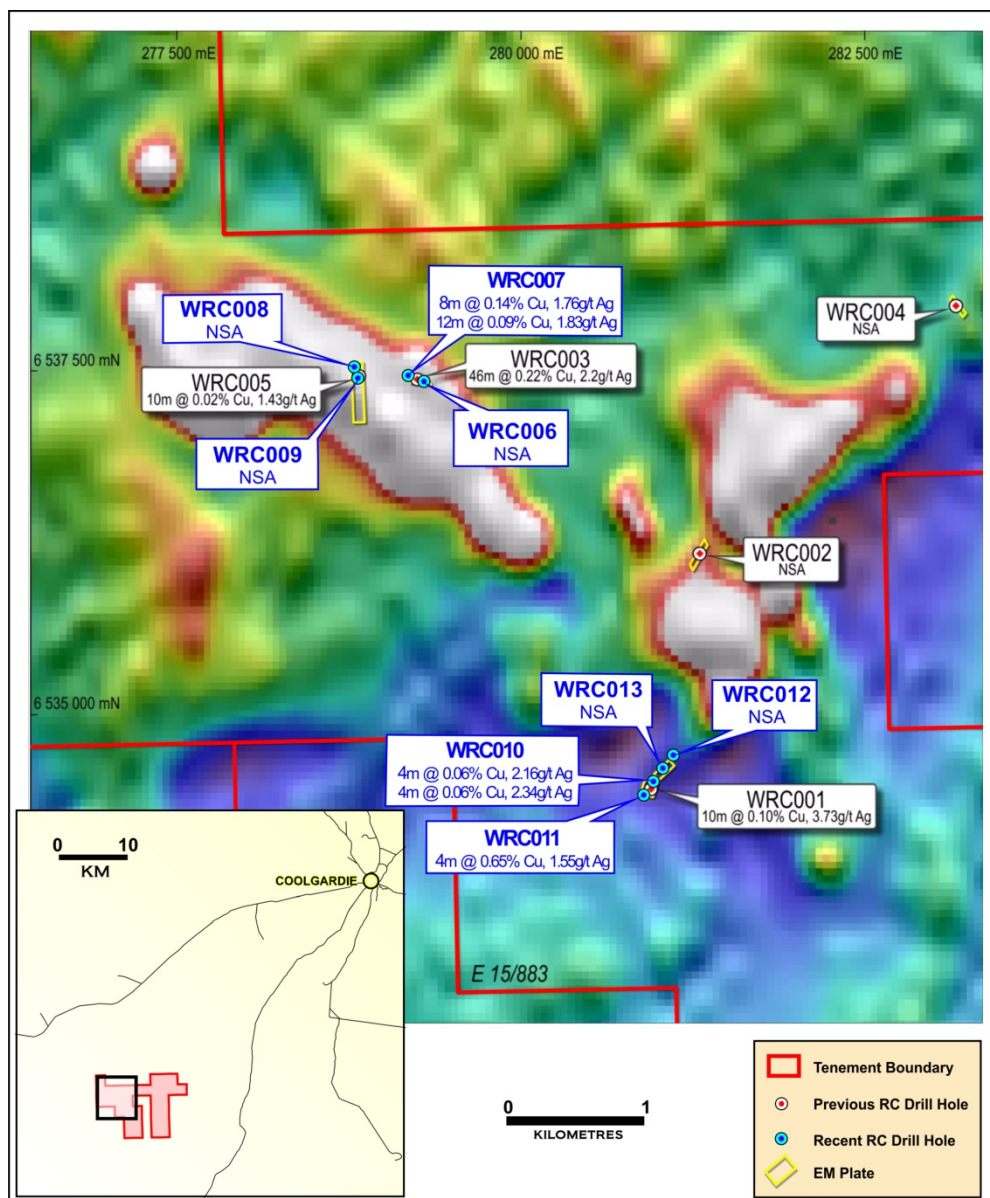 277 500 mE
280 000 mE
282 500 mE
WRC007
8m @ 0.14% Cu, 1.76g/t Ag
12m @ 0.09% Cu, 1.83g/t Ag
WRC008
NSA
WRC004
NSA
6 537 500 mN
WRC003
46m @ 0.22% Cu, 2.2g/t Ag
WRC005
10m @ 0.02% Cu, 1.43g/t Ag
WRC006
NSA
WRC009
NSA
WRC002
NSA
6 535 000 mN
WRC013
NSA
WRC012
NSA
WRC010
4m @ 0.06% Cu, 2.16g/t Ag
4m @ 0.06% Cu, 2.34g/t Ag
WRC001
10m @ 0.10% Cu, 3.73g/t Ag
WRC011
4m @ 0.65% Cu, 1.55g/t Ag
E 15/883
0 10
KM
COOLGARDIE
0 1
KILOMETRES
Tenement Boundary
Previous RC Drill Hole
Recent RC Drill Hole
EM Plate